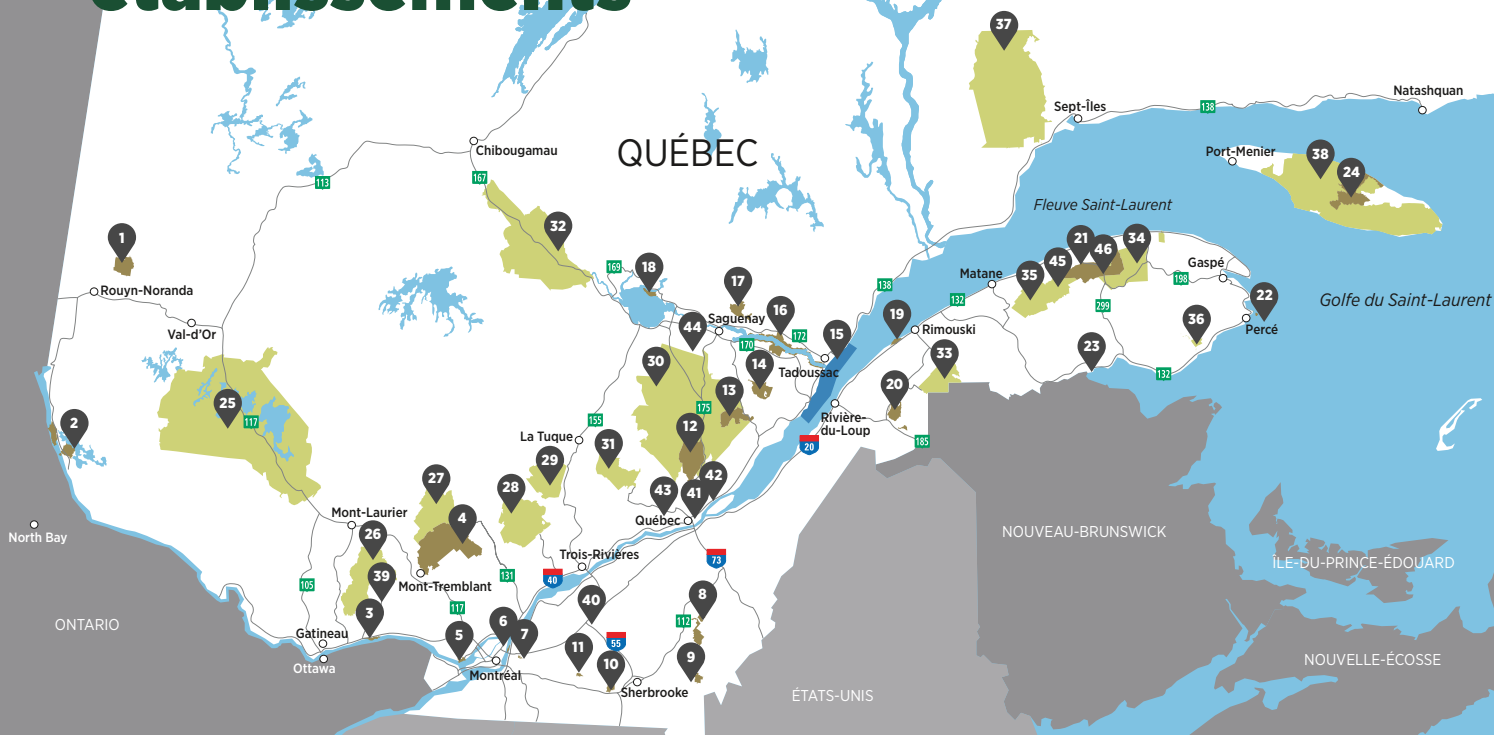 établissements
37
Natashquan
Sept-Îles
138
QUÉBEC
Chibougamau
Port-Menier
38
24
167
113
Fleuve Saint-Laurent
32
1
21
46
34
45
35
Gaspé
198
169
18
17
Matane
138
132
299
22
Golfe du Saint-Laurent
Rouyn-Noranda
Val-d'Or
44
Saguenay
16
172
170
15
19
Rimouski
36
Percé
30
14
Tadoussac
33
23
132
13
175
20
25
117
2
155
12
Rivière-
du-Loup
20
185
La Tuque
31
29
27
28
43
41
42
Québec
Mont-Laurier
4
26
North Bay
NOUVEAU-BRUNSWICK
Trois-Rivières
73
ÎLE-DU-PRINCE-ÉDOUARD
39
Mont-Tremblant
131
40
105
117
40
8
3
112
ONTARIO
Gatineau
5
6
7
55
11
10
9
Ottawa
Montréal
Sherbrooke
NOUVELLE-ÉCOSSE
ÉTATS-UNIS